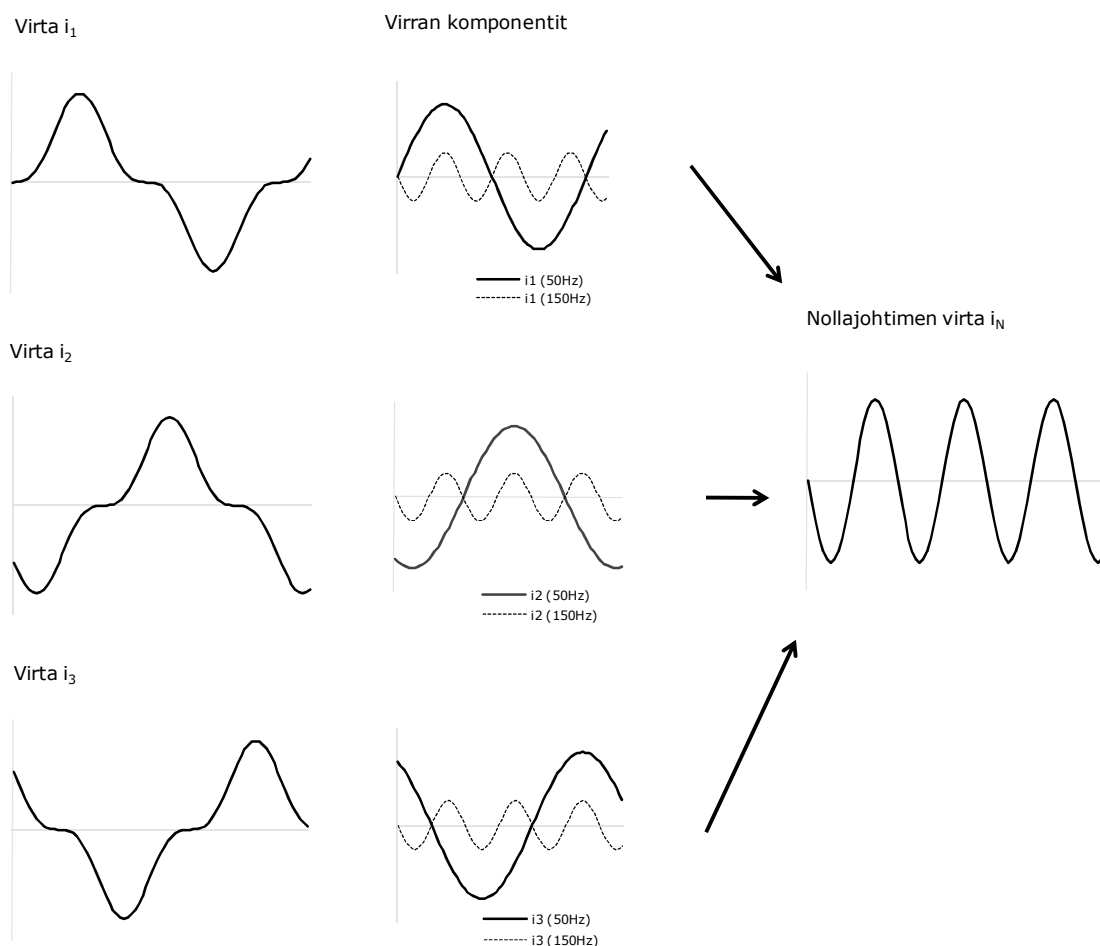 Virta i₁
Virran komponentit
i1 (50Hz)
i1 (150Hz)
Nollajohtimen virta iN
Virta i₂
i2 (50Hz)
i2 (150Hz)
Virta i₃
i3 (50Hz)
i3 (150Hz)